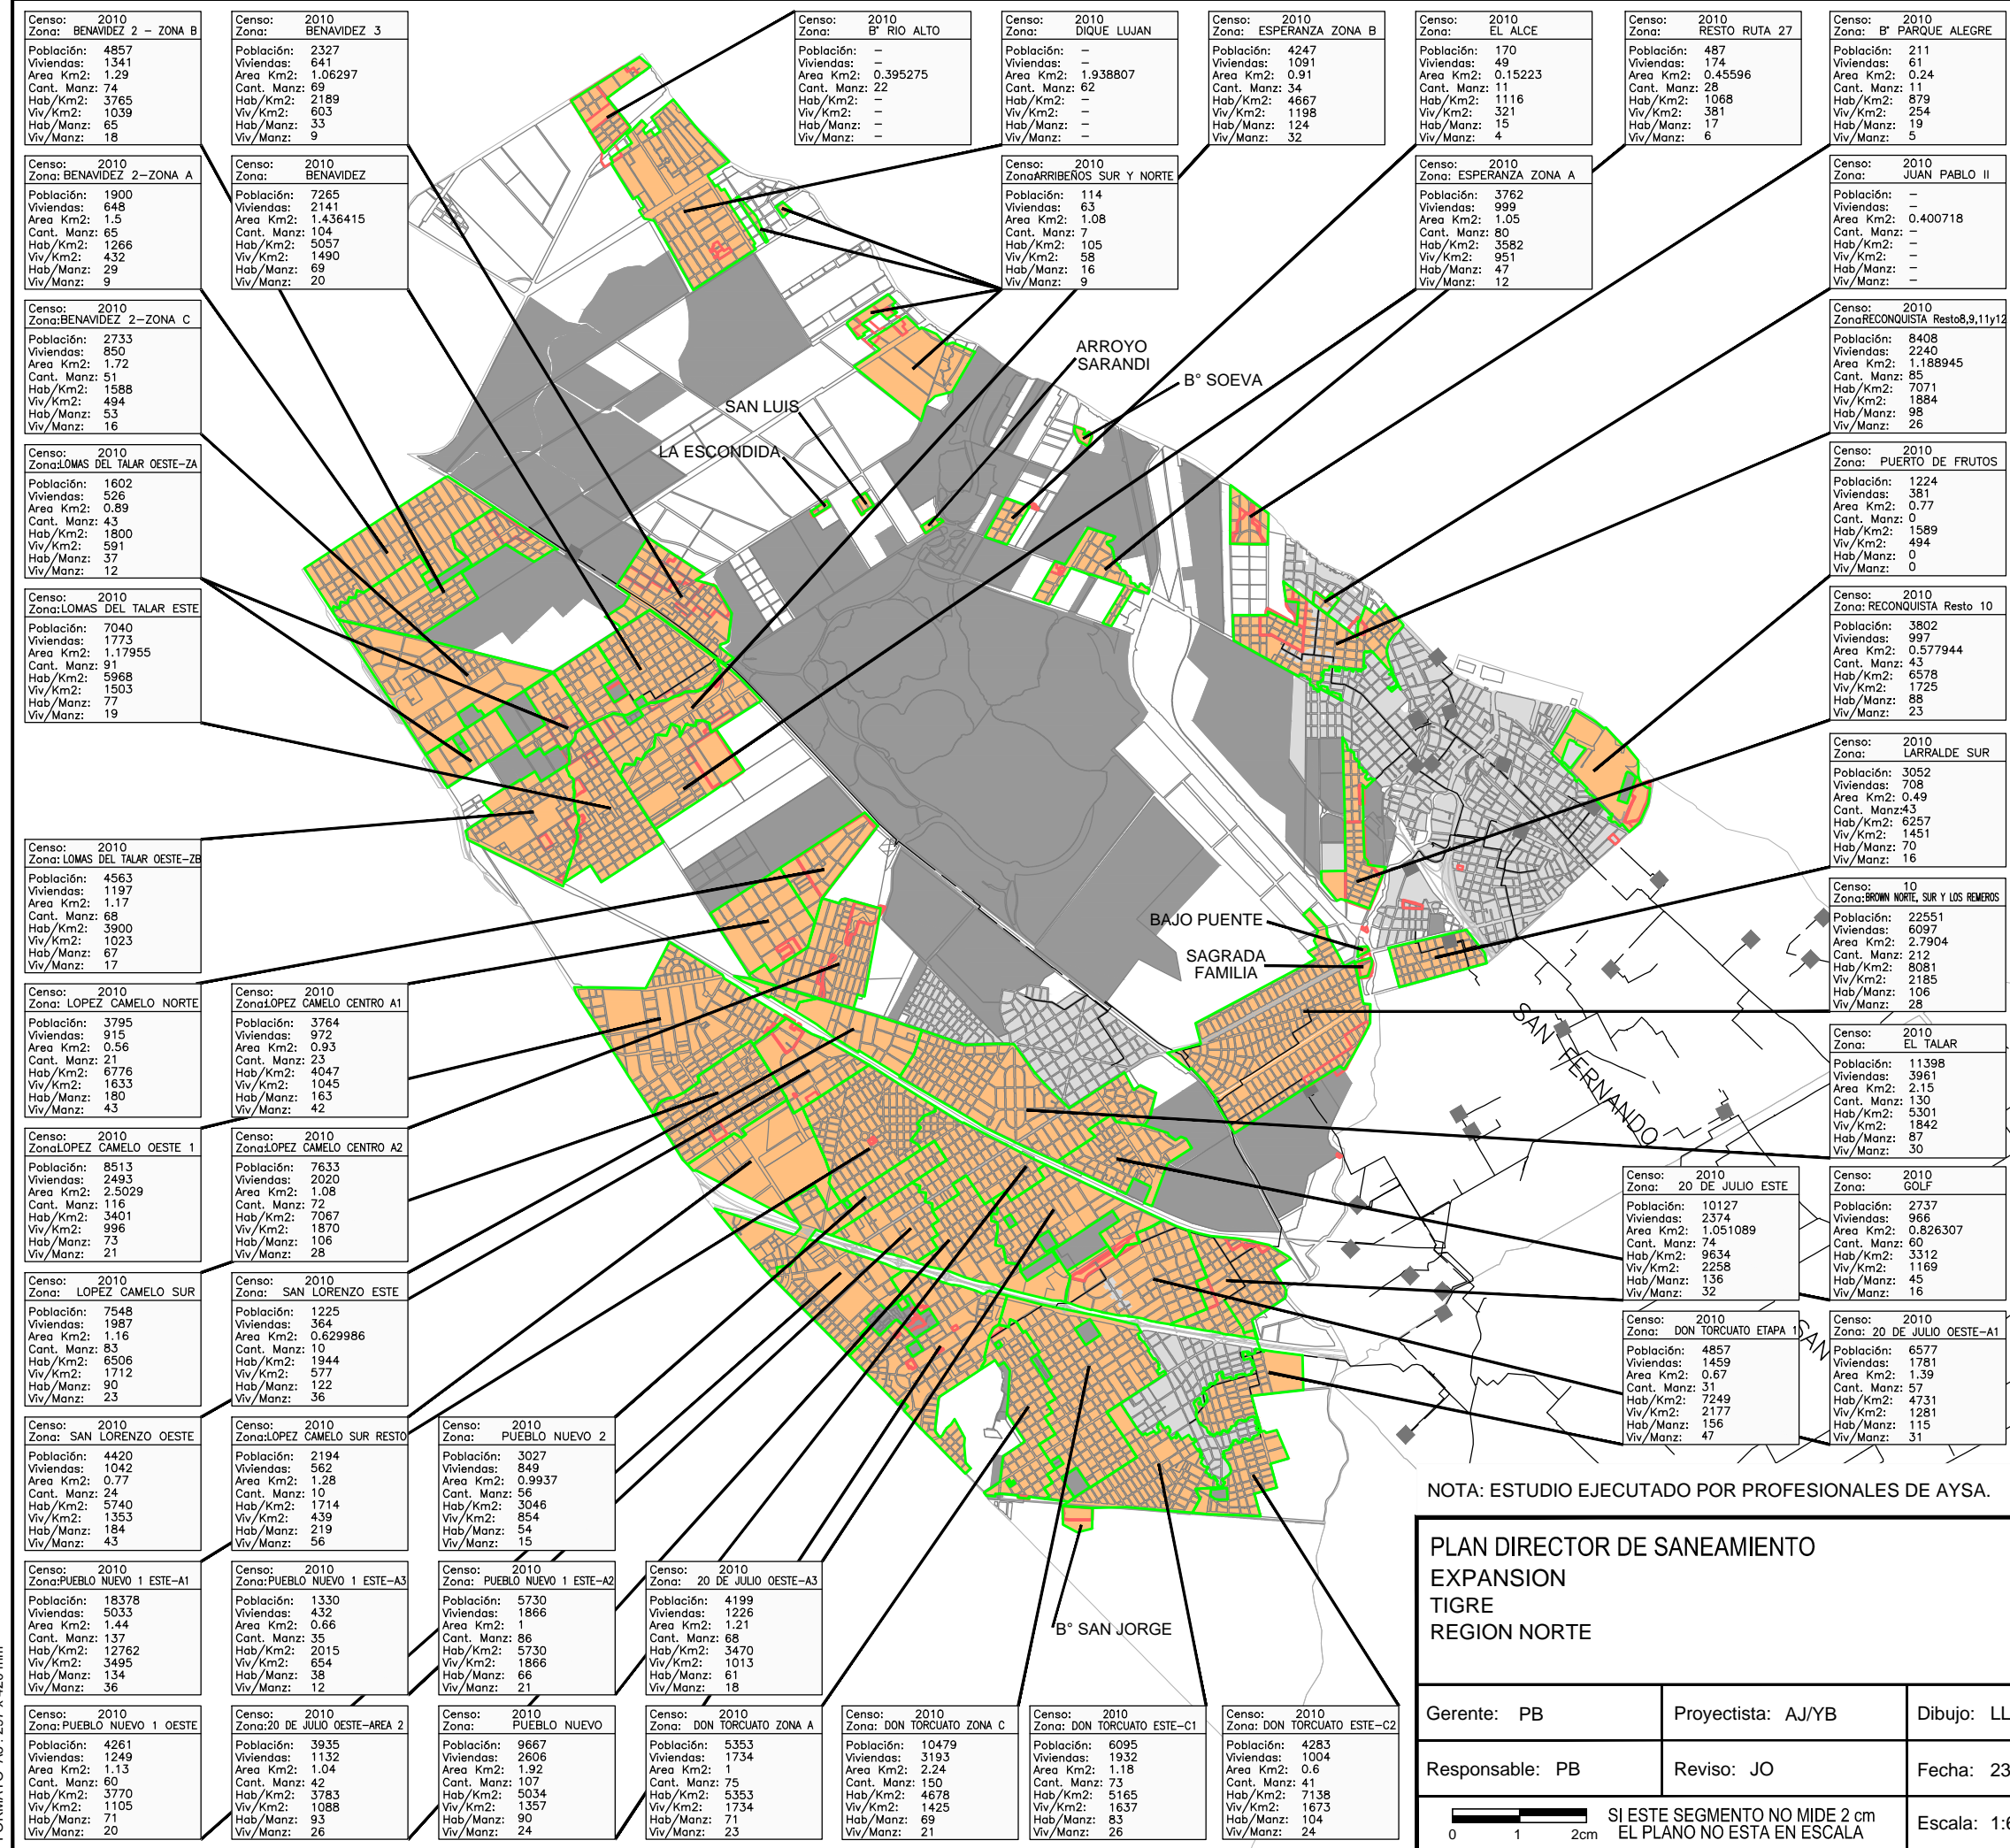 Censo: 2010
Zona: BENAVIDEZ 2 - ZONA B
Población: 4857
Viviendas: 1341
Area Km2: 1.29
Cant. Manz: 74
Hab/Km2: 3765
Viv/Km2: 1039
Hab/Manz: 65
Viv/Manz: 18
Censo: 2010
Zona: BENAVIDEZ 3
Población: 2327
Viviendas: 641
Area Km2: 1.06297
Cant. Manz: 69
Hab/Km2: 2189
Viv/Km2: 603
Hab/Manz: 33
Viv/Manz: 9
Censo: 2010
Zona: B° RIO ALTO
Población: -
Viviendas: -
Area Km2: 0.395275
Cant. Manz: 22
Hab/Km2: -
Viv/Km2: -
Hab/Manz: -
Viv/Manz: -
Censo: 2010
Zona: DIQUE LUJAN
Población: -
Viviendas: -
Area Km2: 1.938807
Cant. Manz: 62
Hab/Km2: -
Viv/Km2: -
Hab/Manz: -
Viv/Manz: -
Censo: 2010
Zona: ESPERANZA ZONA B
Población: 4247
Viviendas: 1091
Area Km2: 0.91
Cant. Manz: 34
Hab/Km2: 4667
Viv/Km2: 1198
Hab/Manz: 124
Viv/Manz: 32
Censo: 2010
Zona: EL ALCE
Población: 170
Viviendas: 49
Area Km2: 0.15223
Cant. Manz: 11
Hab/Km2: 1116
Viv/Km2: 321
Hab/Manz: 15
Viv/Manz: 4
Censo: 2010
Zona: RESTO RUTA 27
Población: 487
Viviendas: 174
Area Km2: 0.45596
Cant. Manz: 28
Hab/Km2: 1068
Viv/Km2: 381
Hab/Manz: 17
Viv/Manz: 6
Censo: 2010
Zona: B° PARQUE ALEGRE
Población: 211
Viviendas: 61
Area Km2: 0.24
Cant. Manz: 11
Hab/Km2: 879
Viv/Km2: 254
Hab/Manz: 19
Viv/Manz: 5
Censo: 2010
Zona: BENAVIDEZ 2-ZONA A
Población: 1900
Viviendas: 648
Area Km2: 1.5
Cant. Manz: 65
Hab/Km2: 1266
Viv/Km2: 432
Hab/Manz: 29
Viv/Manz: 9
Censo: 2010
Zona: BENAVIDEZ
Población: 7265
Viviendas: 2141
Area Km2: 1.436415
Cant. Manz: 104
Hab/Km2: 5057
Viv/Km2: 1490
Hab/Manz: 69
Viv/Manz: 20
Censo: 2010
Zona: ARRIBEÑOS SUR Y NORTE
Población: 114
Viviendas: 63
Area Km2: 1.08
Cant. Manz: 7
Hab/Km2: 105
Viv/Km2: 58
Hab/Manz: 16
Viv/Manz: 9
Censo: 2010
Zona: ESPERANZA ZONA A
Población: 3762
Viviendas: 999
Area Km2: 1.05
Cant. Manz: 80
Hab/Km2: 3582
Viv/Km2: 951
Hab/Manz: 47
Viv/Manz: 12
Censo: 2010
Zona: JUAN PABLO II
Población: -
Viviendas: -
Area Km2: 0.400718
Cant. Manz: -
Hab/Km2: -
Viv/Km2: -
Hab/Manz: -
Viv/Manz: -
Censo: 2010
Zona: BENAVIDEZ 2-ZONA C
Población: 2733
Viviendas: 850
Area Km2: 1.72
Cant. Manz: 51
Hab/Km2: 1588
Viv/Km2: 494
Hab/Manz: 53
Viv/Manz: 16
Censo: 2010
Zona: RECONQUISTA Resto8,9,11y12
Población: 8408
Viviendas: 2240
Area Km2: 1.188945
Cant. Manz: 85
Hab/Km2: 7071
Viv/Km2: 1884
Hab/Manz: 98
Viv/Manz: 26
ARROYO
SARANDI
B° SOEVA
SAN LUIS
LA ESCONDIDA
Censo: 2010
Zona: LOMAS DEL TALAR OESTE-ZA
Población: 1602
Viviendas: 526
Area Km2: 0.89
Cant. Manz: 43
Hab/Km2: 1800
Viv/Km2: 591
Hab/Manz: 37
Viv/Manz: 12
Censo: 2010
Zona: PUERTO DE FRUTOS
Población: 1224
Viviendas: 381
Area Km2: 0.77
Cant. Manz: 0
Hab/Km2: 1589
Viv/Km2: 494
Hab/Manz: 0
Viv/Manz: 0
Censo: 2010
Zona: LOMAS DEL TALAR ESTE
Población: 7040
Viviendas: 1773
Area Km2: 1.17955
Cant. Manz: 91
Hab/Km2: 5968
Viv/Km2: 1503
Hab/Manz: 77
Viv/Manz: 19
Censo: 2010
Zona: RECONQUISTA Resto 10
Población: 3802
Viviendas: 997
Area Km2: 0.577944
Cant. Manz: 43
Hab/Km2: 6578
Viv/Km2: 1725
Hab/Manz: 88
Viv/Manz: 23
Censo: 2010
Zona: LARRALDE SUR
Población: 3052
Viviendas: 708
Area Km2: 0.49
Cant. Manz: 43
Hab/Km2: 6257
Viv/Km2: 1451
Hab/Manz: 70
Viv/Manz: 16
Censo: 2010
Zona: LOMAS DEL TALAR OESTE-ZB
Población: 4563
Viviendas: 1197
Area Km2: 1.17
Cant. Manz: 68
Hab/Km2: 3900
Viv/Km2: 1023
Hab/Manz: 67
Viv/Manz: 17
Censo: 10
Zona: BROWN NORTE, SUR Y LOS REMEROS
Población: 22551
Viviendas: 6097
Area Km2: 2.7904
Cant. Manz: 212
Hab/Km2: 8081
Viv/Km2: 2185
Hab/Manz: 106
Viv/Manz: 28
BAJO PUENTE
SAGRADA
FAMILIA
SAN FERNANDO
Censo: 2010
Zona: LOPEZ CAMELO NORTE
Población: 3795
Viviendas: 915
Area Km2: 0.56
Cant. Manz: 21
Hab/Km2: 6776
Viv/Km2: 1633
Hab/Manz: 180
Viv/Manz: 43
Censo: 2010
Zona: LOPEZ CAMELO CENTRO A1
Población: 3764
Viviendas: 972
Area Km2: 0.93
Cant. Manz: 23
Hab/Km2: 4047
Viv/Km2: 1045
Hab/Manz: 163
Viv/Manz: 42
Censo: 2010
Zona: EL TALAR
Población: 11398
Viviendas: 3961
Area Km2: 2.15
Cant. Manz: 130
Hab/Km2: 5301
Viv/Km2: 1842
Hab/Manz: 87
Viv/Manz: 30
Censo: 2010
Zona: LOPEZ CAMELO OESTE 1
Población: 8513
Viviendas: 2493
Area Km2: 2.5029
Cant. Manz: 116
Hab/Km2: 3401
Viv/Km2: 996
Hab/Manz: 73
Viv/Manz: 21
Censo: 2010
Zona: LOPEZ CAMELO CENTRO A2
Población: 7633
Viviendas: 2020
Area Km2: 1.08
Cant. Manz: 72
Hab/Km2: 7067
Viv/Km2: 1870
Hab/Manz: 106
Viv/Manz: 28
Censo: 2010
Zona: 20 DE JULIO ESTE
Población: 10127
Viviendas: 2374
Area Km2: 1.051089
Cant. Manz: 74
Hab/Km2: 9634
Viv/Km2: 2258
Hab/Manz: 136
Viv/Manz: 32
Censo: 2010
Zona: GOLF
Población: 2737
Viviendas: 966
Area Km2: 0.826307
Cant. Manz: 60
Hab/Km2: 3312
Viv/Km2: 1169
Hab/Manz: 45
Viv/Manz: 16
Censo: 2010
Zona: LOPEZ CAMELO SUR
Población: 7548
Viviendas: 1987
Area Km2: 1.16
Cant. Manz: 83
Hab/Km2: 6506
Viv/Km2: 1712
Hab/Manz: 90
Viv/Manz: 23
Censo: 2010
Zona: SAN LORENZO ESTE
Población: 1225
Viviendas: 364
Area Km2: 0.629986
Cant. Manz: 10
Hab/Km2: 1944
Viv/Km2: 577
Hab/Manz: 122
Viv/Manz: 36
Censo: 2010
Zona: DON TORCUATO ETAPA 1
Población: 4857
Viviendas: 1459
Area Km2: 0.67
Cant. Manz: 31
Hab/Km2: 7249
Viv/Km2: 2177
Hab/Manz: 156
Viv/Manz: 47
SAN
Censo: 2010
Zona: 20 DE JULIO OESTE-A1
Población: 6577
Viviendas: 1781
Area Km2: 1.39
Cant. Manz: 57
Hab/Km2: 4731
Viv/Km2: 1281
Hab/Manz: 115
Viv/Manz: 31
Censo: 2010
Zona: SAN LORENZO OESTE
Población: 4420
Viviendas: 1042
Area Km2: 0.77
Cant. Manz: 24
Hab/Km2: 5740
Viv/Km2: 1353
Hab/Manz: 184
Viv/Manz: 43
Censo: 2010
Zona: LOPEZ CAMELO SUR RESTO
Población: 2194
Viviendas: 562
Area Km2: 1.28
Cant. Manz: 10
Hab/Km2: 1714
Viv/Km2: 439
Hab/Manz: 219
Viv/Manz: 56
Censo: 2010
Zona: PUEBLO NUEVO 2
Población: 3027
Viviendas: 849
Area Km2: 0.9937
Cant. Manz: 56
Hab/Km2: 3046
Viv/Km2: 854
Hab/Manz: 54
Viv/Manz: 15
Censo: 2010
Zona: PUEBLO NUEVO 1 ESTE-A1
Población: 18378
Viviendas: 5033
Area Km2: 1.44
Cant. Manz: 137
Hab/Km2: 12762
Viv/Km2: 3495
Hab/Manz: 134
Viv/Manz: 36
Censo: 2010
Zona: PUEBLO NUEVO 1 ESTE-A3
Población: 1330
Viviendas: 432
Area Km2: 0.66
Cant. Manz: 35
Hab/Km2: 2015
Viv/Km2: 654
Hab/Manz: 38
Viv/Manz: 12
Censo: 2010
Zona: PUEBLO NUEVO 1 ESTE-A2
Población: 5730
Viviendas: 1866
Area Km2: 1
Cant. Manz: 86
Hab/Km2: 5730
Viv/Km2: 1866
Hab/Manz: 66
Viv/Manz: 21
Censo: 2010
Zona: 20 DE JULIO OESTE-A3
Población: 4199
Viviendas: 1226
Area Km2: 1.21
Cant. Manz: 68
Hab/Km2: 3470
Viv/Km2: 1013
Hab/Manz: 61
Viv/Manz: 18
B° SAN JORGE
Censo: 2010
Zona: PUEBLO NUEVO 1 OESTE
Población: 4261
Viviendas: 1249
Area Km2: 1.13
Cant. Manz: 60
Hab/Km2: 3770
Viv/Km2: 1105
Hab/Manz: 71
Viv/Manz: 20
Censo: 2010
Zona: 20 DE JULIO OESTE-AREA 2
Población: 3935
Viviendas: 1132
Area Km2: 1.04
Cant. Manz: 42
Hab/Km2: 3783
Viv/Km2: 1088
Hab/Manz: 93
Viv/Manz: 26
Censo: 2010
Zona: PUEBLO NUEVO
Población: 9667
Viviendas: 2606
Area Km2: 1.92
Cant. Manz: 107
Hab/Km2: 5034
Viv/Km2: 1357
Hab/Manz: 90
Viv/Manz: 24
Censo: 2010
Zona: DON TORCUATO ZONA A
Población: 5353
Viviendas: 1734
Area Km2: 1
Cant. Manz: 75
Hab/Km2: 5353
Viv/Km2: 1734
Hab/Manz: 71
Viv/Manz: 23
Censo: 2010
Zona: DON TORCUATO ZONA C
Población: 10479
Viviendas: 3193
Area Km2: 2.24
Cant. Manz: 150
Hab/Km2: 4678
Viv/Km2: 1425
Hab/Manz: 69
Viv/Manz: 21
Censo: 2010
Zona: DON TORCUATO ESTE-C1
Población: 6095
Viviendas: 1932
Area Km2: 1.18
Cant. Manz: 73
Hab/Km2: 5165
Viv/Km2: 1637
Hab/Manz: 83
Viv/Manz: 26
Censo: 2010
Zona: DON TORCUATO ESTE-C2
Población: 4283
Viviendas: 1004
Area Km2: 0.6
Cant. Manz: 41
Hab/Km2: 7138
Viv/Km2: 1673
Hab/Manz: 104
Viv/Manz: 24
NOTA: ESTUDIO EJECUTADO POR PROFESIONALES DE AYSA.
PLAN DIRECTOR DE SANEAMIENTO
EXPANSION
TIGRE
REGION NORTE
Gerente: PB
Proyectista: AJ/YB
Dibujo: LL
Responsable: PB
Reviso: JO
Fecha: 23
0 1 2cm
SI ESTE SEGMENTO NO MIDE 2 cm
EL PLANO NO ESTA EN ESCALA
Escala: 1: